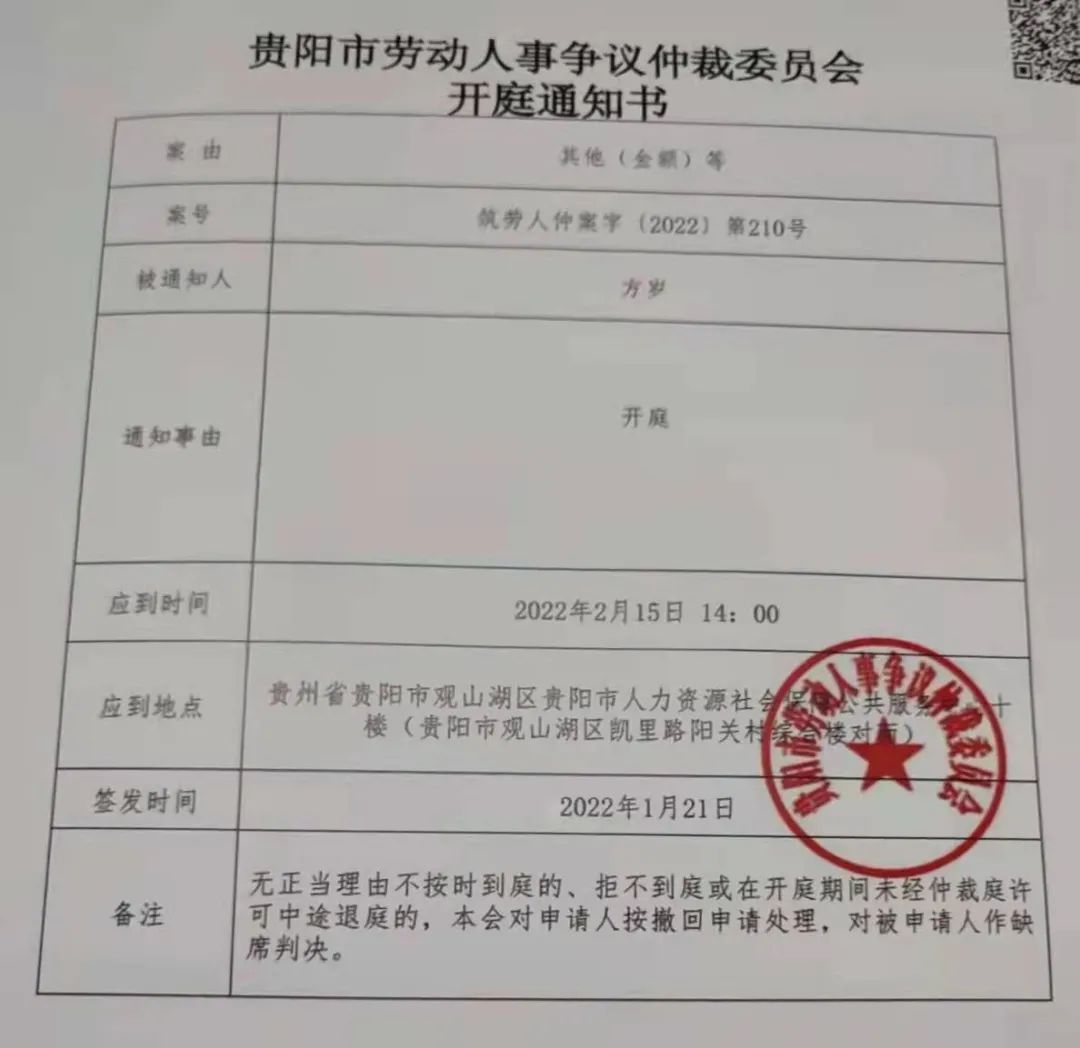 贵阳市劳动人事争议仲裁委员会
开庭通知书
案 由 其他（金额）等
案号 筑劳人仲案字〔2022〕第210号
被通知人 方岁
通知事由 开庭
应到时间 2022年2月15日 14：00
应到地点 贵州省贵阳市观山湖区贵阳市人力资源社会保障公共服务 十
楼（贵阳市观山湖区凯里路阳关村综合楼对面）
签发时间 2022年1月21日
备注 无正当理由不按时到庭的、拒不到庭或在开庭期间未经仲裁庭许
可中途退庭的，本会对申请人按撤回申请处理，对被申请人作缺
席判决。
贵阳市劳动人事争议仲裁委员会